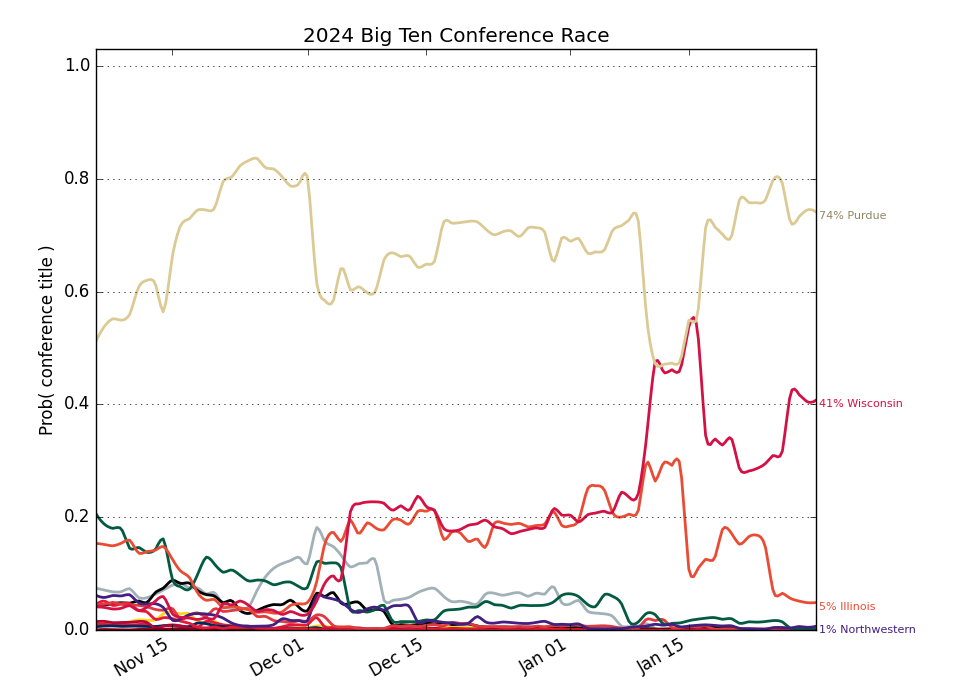 2024 Big Ten Conference Race
1.0
0.8
0.6
0.4
0.2
0.0
Prob( conference title )
74% Purdue
41% Wisconsin
5% Illinois
1% Northwestern
Nov 15
Dec 01
Dec 15
Jan 01
Jan 15